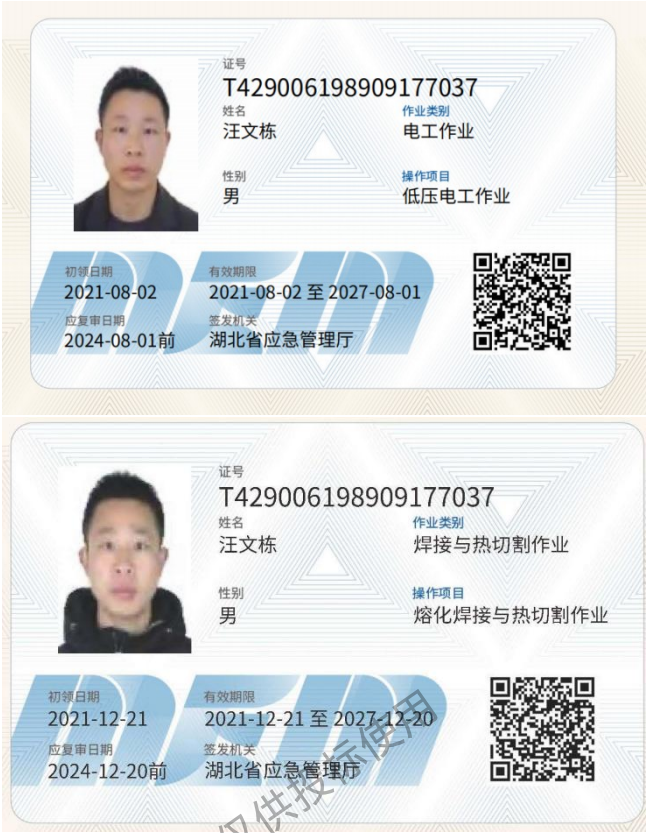 证号
T429006198909177037
姓名 作业类别
汪文栋 电工作业
性别 操作项目
男 低压电工作业
初领日期 有效期限
2021-08-02 2021-08-02 至 2027-08-01
应复审日期 签发机关
2024-08-01前 湖北省应急管理厅
证号
T429006198909177037
姓名 作业类别
汪文栋 焊接与热切割作业
性别 操作项目
男 熔化焊接与热切割作业
初领日期 有效期限
2021-12-21 2021-12-21 至 2027-12-20
应复审日期 签发机关
2024-12-20前 湖北省应急管理厅
仅供投标使用